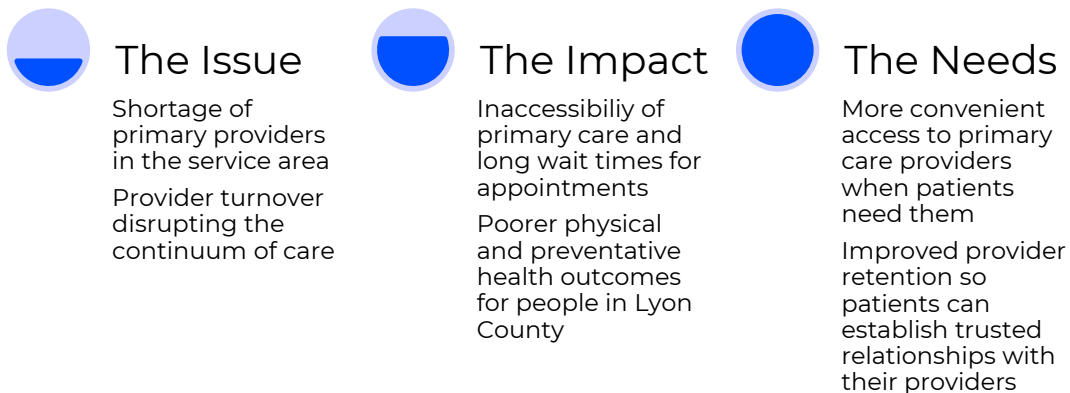 The Issue
Shortage of
primary providers
in the service area
Provider turnover
disrupting the
continuum of care
The Impact
Inaccessibiliy of
primary care and
long wait times for
appointments
Poorer physical
and preventative
health outcomes
for people in Lyon
County
The Needs
More convenient
access to primary
care providers
when patients
need them
Improved provider
retention so
patients can
establish trusted
relationships with
their providers